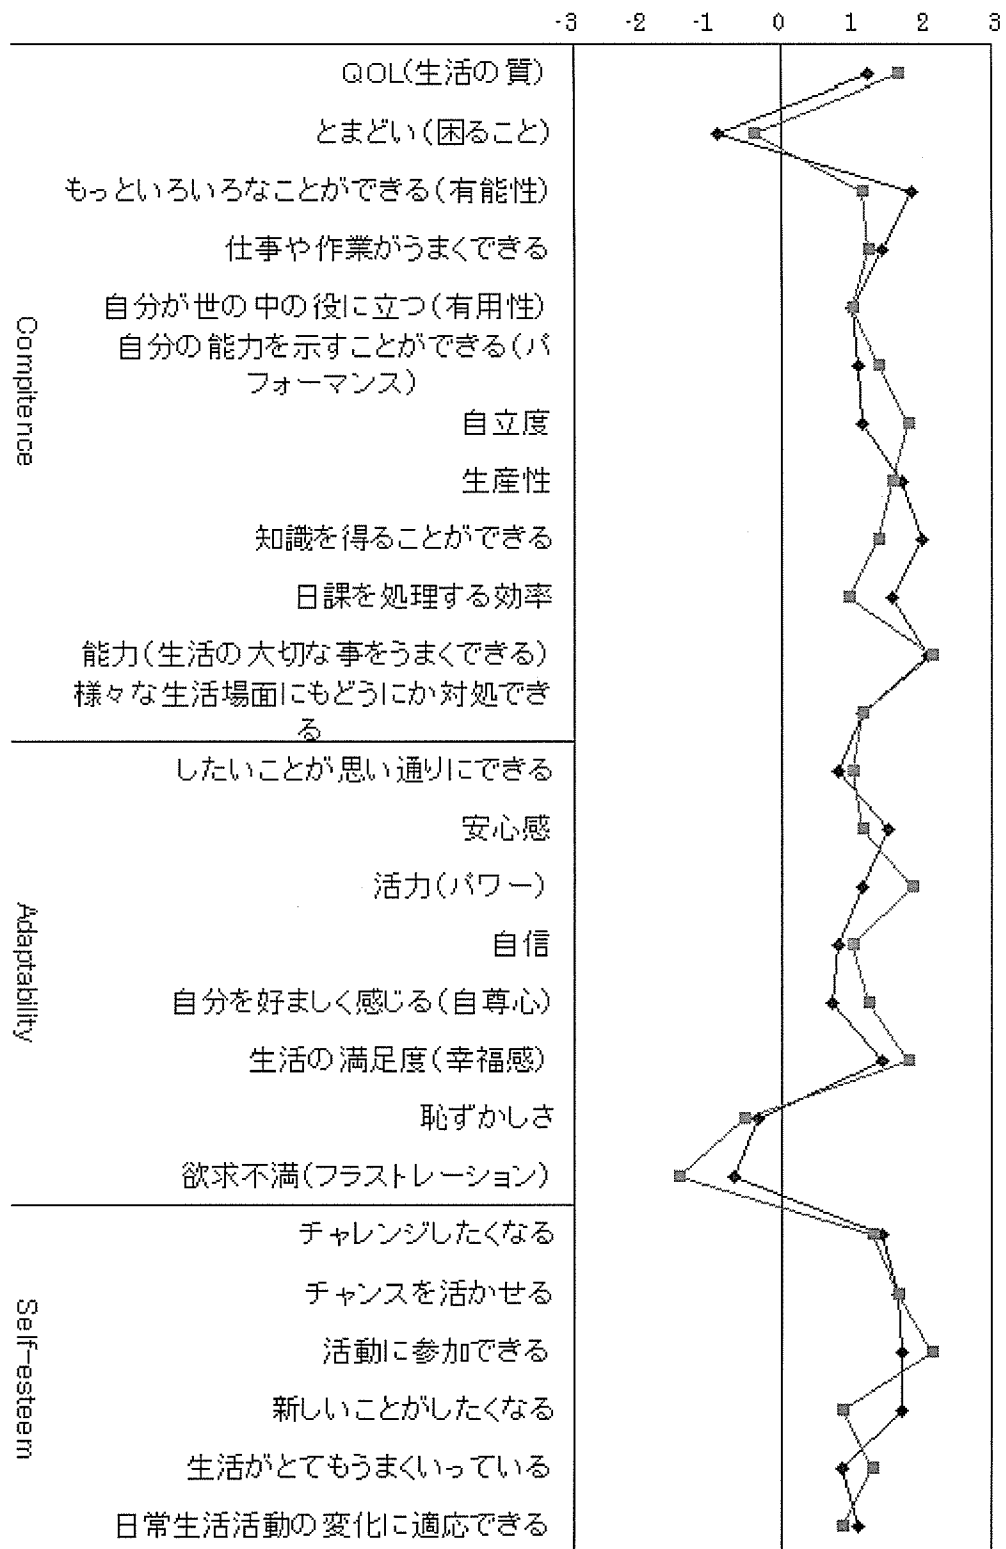 -3 -2 -1 0 1 2 3
Compitence
QOL(生活の質)
とまどい(困ること)
もっといろいろなことができる(有能性)
仕事や作業がうまくできる
自分が世の中の役に立つ(有用性)
自分の能力を示すことができる(パ
フォーマンス)
自立度
生産性
知識を得ることができる
日課を処理する効率
能力(生活の大切な事をうまくできる)
様々な生活場面にもどうにか対処でき
る
Adaptability
したいことが思い通りにできる
安心感
活力(パワー)
自信
自分を好ましく感じる(自尊心)
生活の満足度(幸福感)
恥ずかしさ
欲求不満(フラストレーション)
Self-esteem
チャレンジしたくなる
チャンスを活かせる
活動に参加できる
新しいことがしたくなる
生活がとてもうまくいっている
日常生活活動の変化に適応できる